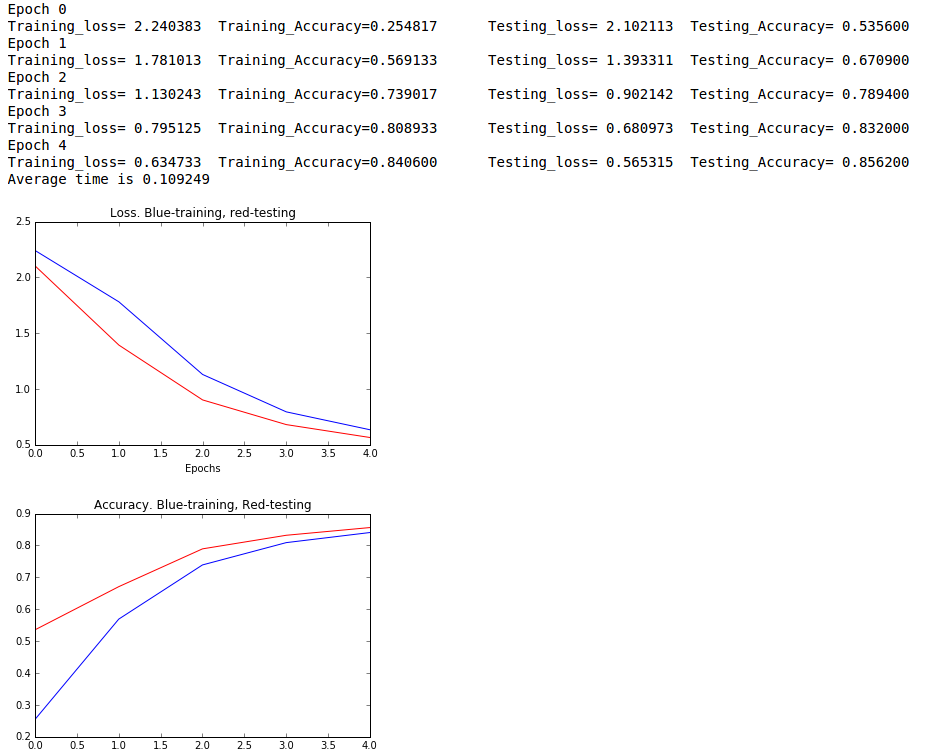 Epoch 0
Training_loss= 2.240383  Training_Accuracy=0.254817      Testing_loss= 2.102113  Testing_Accuracy= 0.535600
Epoch 1
Training_loss= 1.781013  Training_Accuracy=0.569133      Testing_loss= 1.393311  Testing_Accuracy= 0.670900
Epoch 2
Training_loss= 1.130243  Training_Accuracy=0.739017      Testing_loss= 0.902142  Testing_Accuracy= 0.789400
Epoch 3
Training_loss= 0.795125  Training_Accuracy=0.808933      Testing_loss= 0.680973  Testing_Accuracy= 0.832000
Epoch 4
Training_loss= 0.634733  Training_Accuracy=0.840600      Testing_loss= 0.565315  Testing_Accuracy= 0.856200
Average time is 0.109249
Loss. Blue-training, red-testing
2.5
2.0
1.5
1.0
0.5
0.0 0.5 1.0 1.5 2.0 2.5 3.0 3.5 4.0
Epochs
Accuracy. Blue-training, Red-testing
0.9
0.8
0.7
0.6
0.5
0.4
0.3
0.2
0.0 0.5 1.0 1.5 2.0 2.5 3.0 3.5 4.0